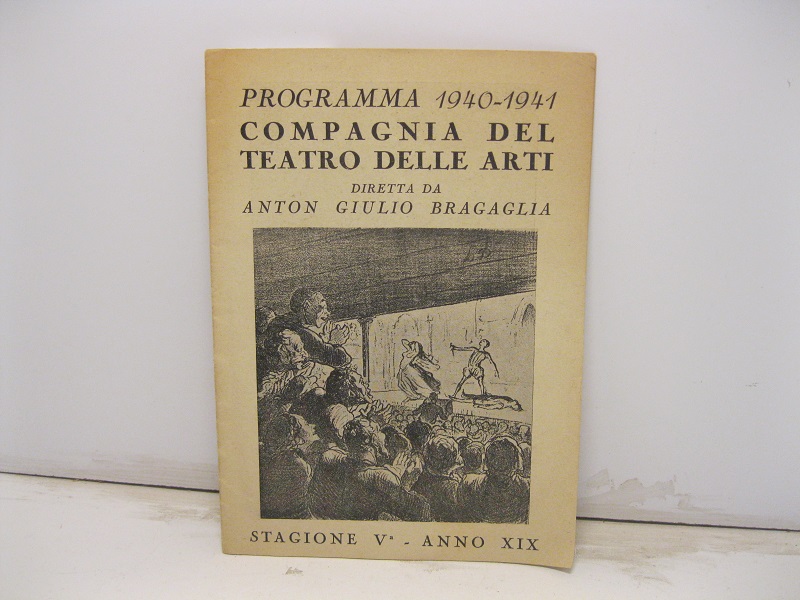 PROGRAMMA 1940-1941
COMPAGNIA DEL
TEATRO DELLE ARTI
DIRETTA DA
ANTON GIULIO BRAGAGLIA
STAGIONE Vª - ANNO XIX